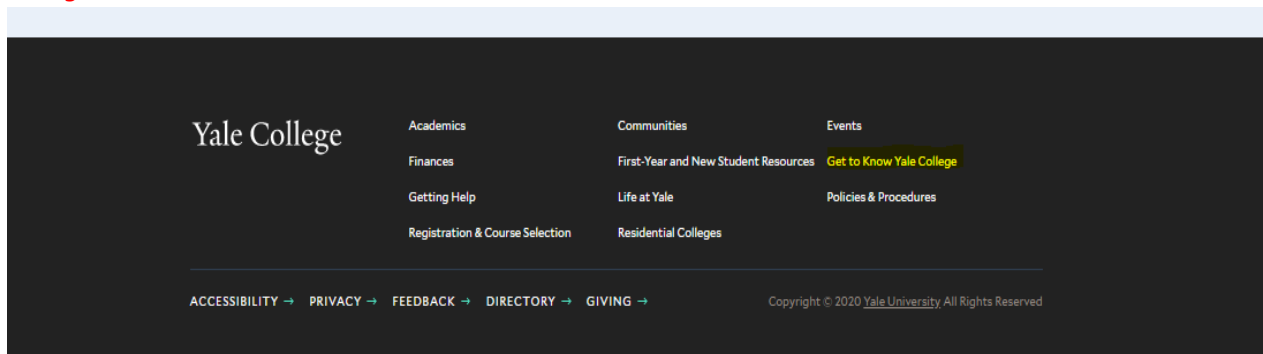 Yale College
Academics
Finances
Getting Help
Registration & Course Selection
Communities
First-Year and New Student Resources
Life at Yale
Residential Colleges
Events
Get to Know Yale College
Policies & Procedures
ACCESSIBILITY → PRIVACY → FEEDBACK → DIRECTORY → GIVING →
Copyright © 2020 Yale University All Rights Reserved